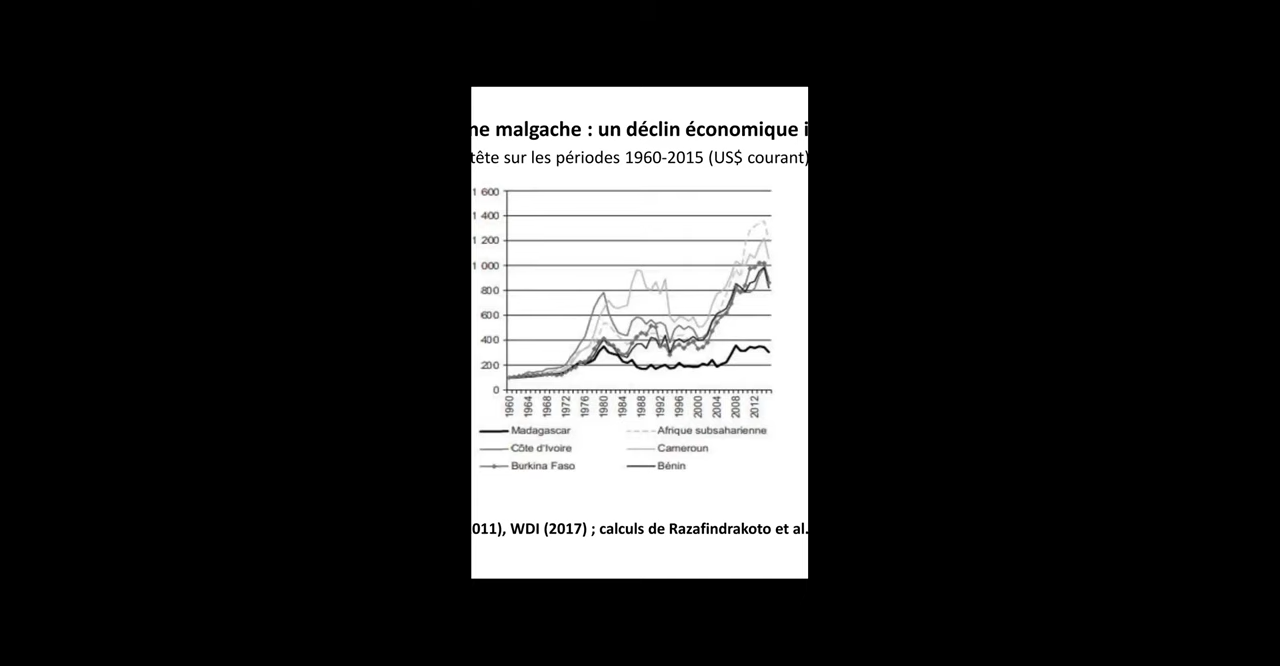 ne malgache : un déclin économique i
tête sur les périodes 1960-2015 (US$ courant)
1 600
1 400
1 200
1 000
800
600
400
200
0
1960 1964 1968 1972 1976 1980 1984 1988 1992 1996 2000 2004 2008 2012
Madagascar Afrique subsaharienne
Côte d'Ivoire Cameroun
Burkina Faso Bénin
011), WDI (2017) ; calculs de Razafindrakoto et al.